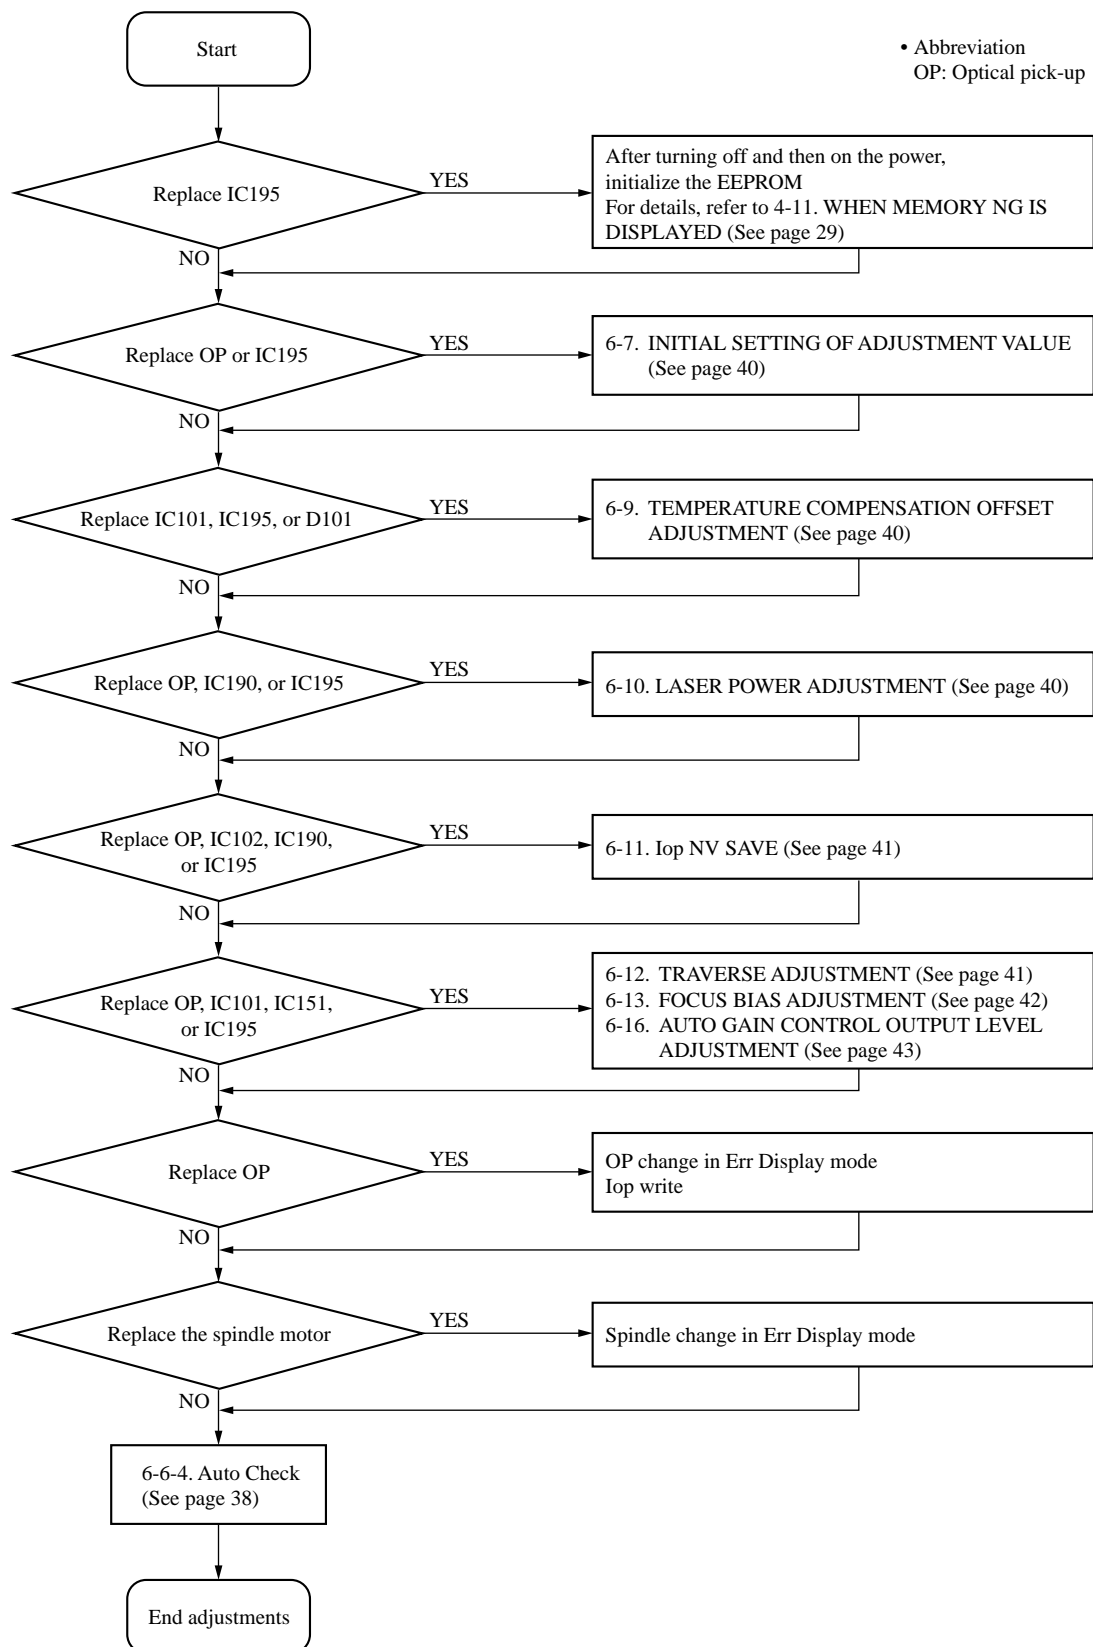 Start
• Abbreviation
OP: Optical pick-up
Replace IC195
YES
After turning off and then on the power,
initialize the EEPROM
For details, refer to 4-11. WHEN MEMORY NG IS
DISPLAYED (See page 29)
NO
Replace OP or IC195
YES
6-7. INITIAL SETTING OF ADJUSTMENT VALUE
(See page 40)
NO
Replace IC101, IC195, or D101
YES
6-9. TEMPERATURE COMPENSATION OFFSET
ADJUSTMENT (See page 40)
NO
Replace OP, IC190, or IC195
YES
6-10. LASER POWER ADJUSTMENT (See page 40)
NO
Replace OP, IC102, IC190,
or IC195
YES
6-11. Iop NV SAVE (See page 41)
NO
Replace OP, IC101, IC151,
or IC195
YES
6-12. TRAVERSE ADJUSTMENT (See page 41)
6-13. FOCUS BIAS ADJUSTMENT (See page 42)
6-16. AUTO GAIN CONTROL OUTPUT LEVEL
ADJUSTMENT (See page 43)
NO
Replace OP
YES
OP change in Err Display mode
Iop write
NO
Replace the spindle motor
YES
Spindle change in Err Display mode
NO
6-6-4. Auto Check
(See page 38)
End adjustments